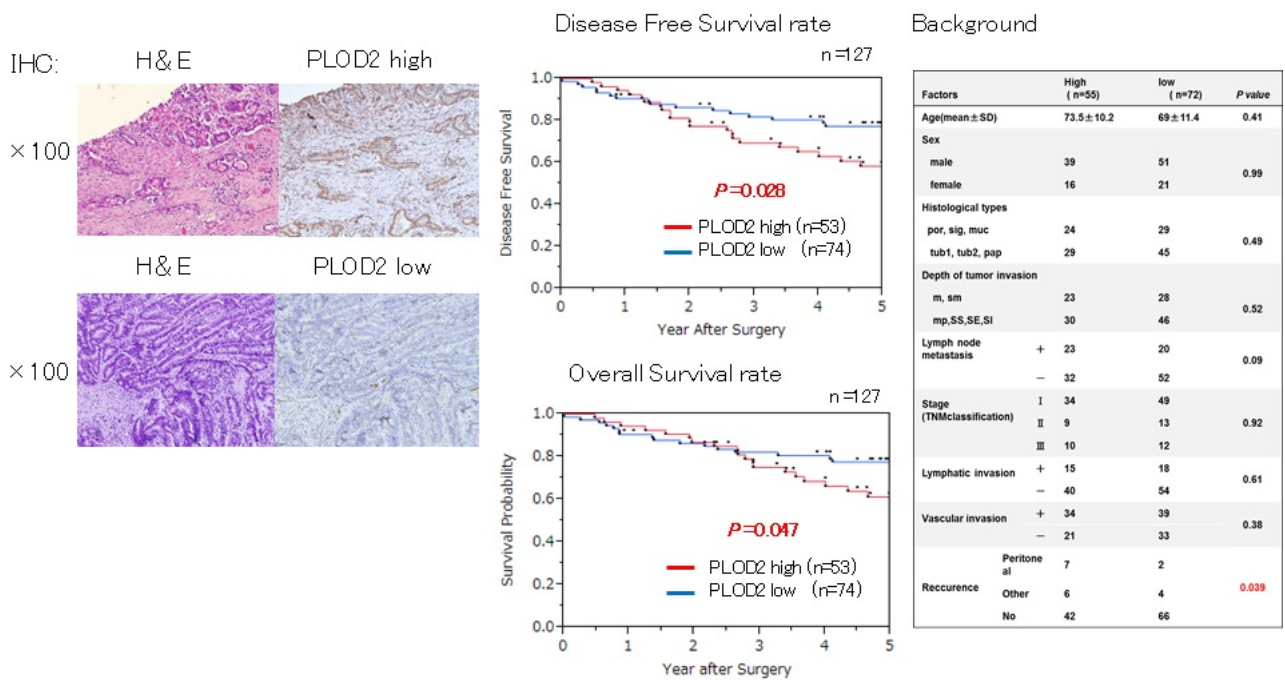 IHC:
H&E
PLOD2 high
×100
H&E
PLOD2 low
×100
Disease Free Survival rate
n=127
Disease Free Survival
1.0
0.8
0.6
0.4
0.2
0.0
P=0.028
PLOD2 high (n=53)
PLOD2 low (n=74)
0 1 2 3 4 5
Year After Surgery
Overall Survival rate
n=127
Survival Probability
1.0
0.8
0.6
0.4
0.2
0.0
P=0.047
PLOD2 high (n=53)
PLOD2 low (n=74)
0 1 2 3 4 5
Year after Surgery
Background
Factors High ( n=55) low ( n=72) P value
Age(mean±SD) 73.5±10.2 69±11.4 0.41
Sex 0.99
male 39 51
female 16 21
Histological types 0.49
por, sig, muc 24 29
tub1, tub2, pap 29 45
Depth of tumor invasion 0.52
m, sm 23 28
mp,SS,SE,SI 30 46
Lymph node metastasis + 23 20 0.09
− 32 52
Stage (TNMclassification) Ⅰ 34 49 0.92
Ⅱ 9 13
Ⅲ 10 12
Lymphatic invasion + 15 18 0.61
− 40 54
Vascular invasion + 34 39 0.38
− 21 33
Reccurence Peritoneal 7 2 0.039
Other 6 4
No 42 66